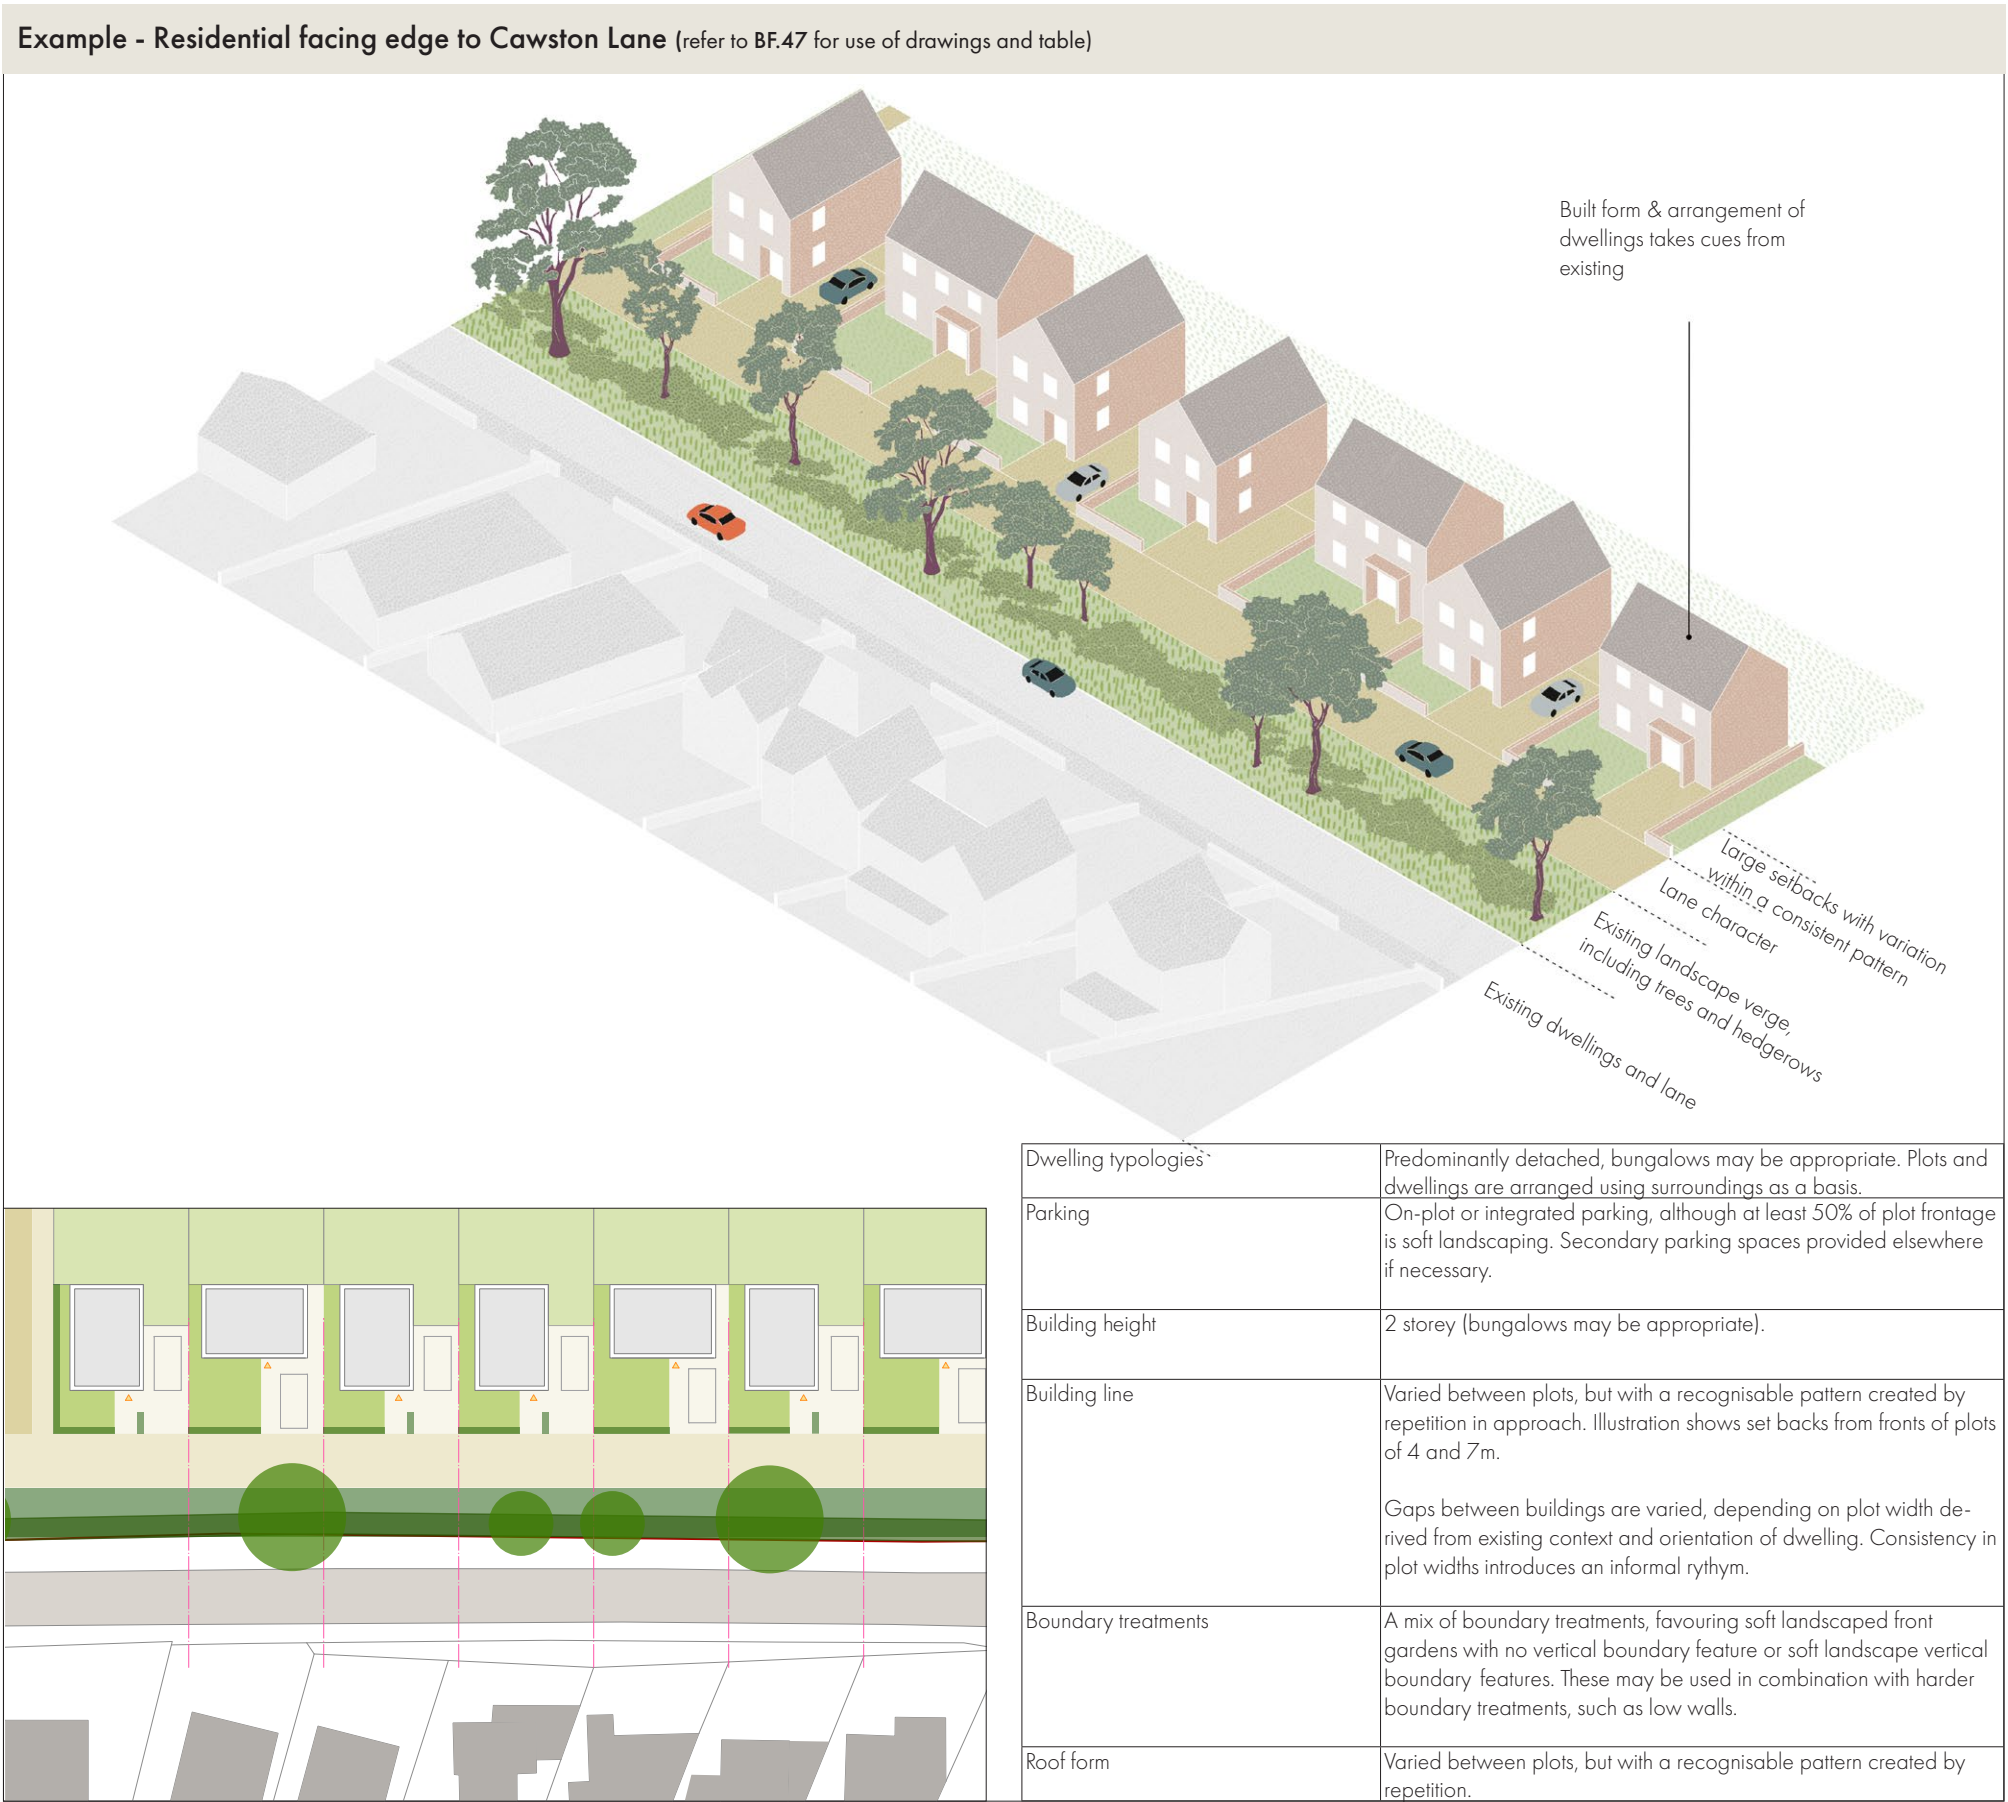 Example - Residential facing edge to Cawston Lane (refer to BF.47 for use of drawings and table)
Built form & arrangement of
dwellings takes cues from
existing
Large setbacks with variation
within a consistent pattern
Lane character
Existing landscape verge,
including trees and hedgerows
Existing dwellings and lane
Dwelling typologies
Predominantly detached, bungalows may be appropriate. Plots and
dwellings are arranged using surroundings as a basis.
Parking
On-plot or integrated parking, although at least 50% of plot frontage
is soft landscaping. Secondary parking spaces provided elsewhere
if necessary.
Building height
2 storey (bungalows may be appropriate).
Building line
Varied between plots, but with a recognisable pattern created by
repetition in approach. Illustration shows set backs from fronts of plots
of 4 and 7m.
Gaps between buildings are varied, depending on plot width de-
rived from existing context and orientation of dwelling. Consistency in
plot widths introduces an informal rythym.
Boundary treatments
A mix of boundary treatments, favouring soft landscaped front
gardens with no vertical boundary feature or soft landscape vertical
boundary features. These may be used in combination with harder
boundary treatments, such as low walls.
Roof form
Varied between plots, but with a recognisable pattern created by
repetition.